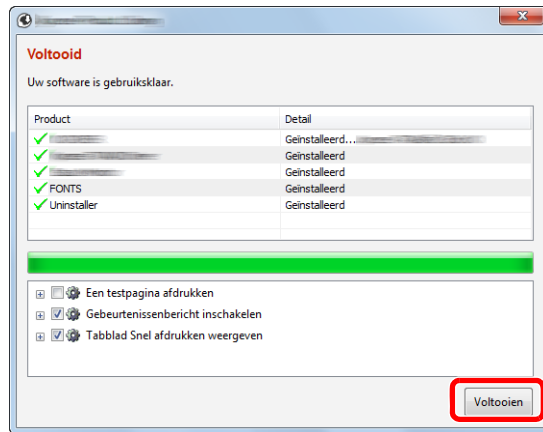 Voltooid
Uw software is gebruiksklaar.
Product Detail
Geïnstalleerd...
Geïnstalleerd
Geïnstalleerd
FONTS Geïnstalleerd
Uninstaller Geïnstalleerd
Een testpagina afdrukken
Gebeurtenissenbericht inschakelen
Tabblad Snel afdrukken weergeven
Voltooien